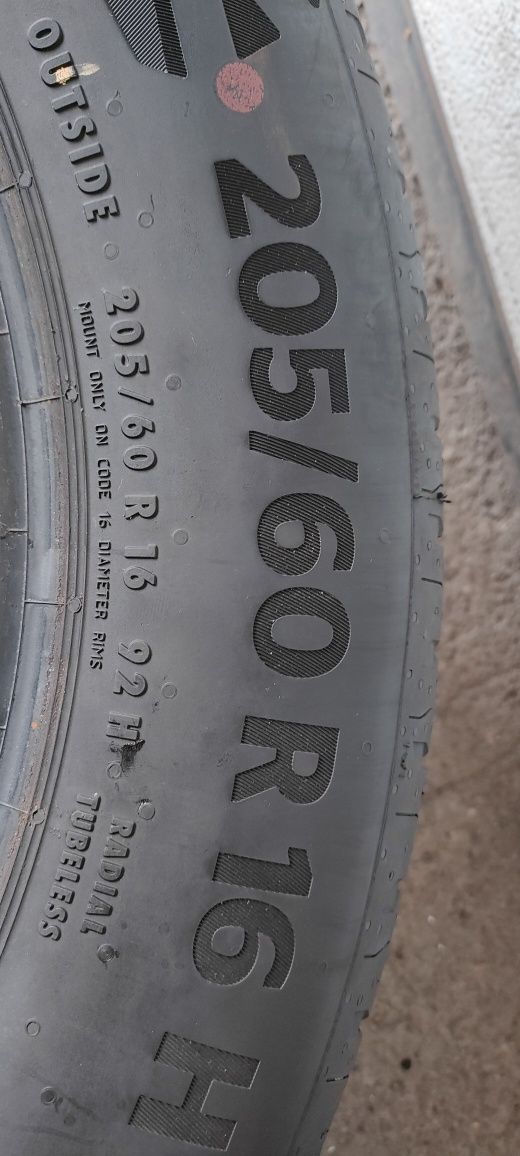 205/60 R 16 H
OUTSIDE
205/60 R 16 92 H
MOUNT ONLY ON CODE 16 DIAMETER RIMS
RADIAL
TUBELESS